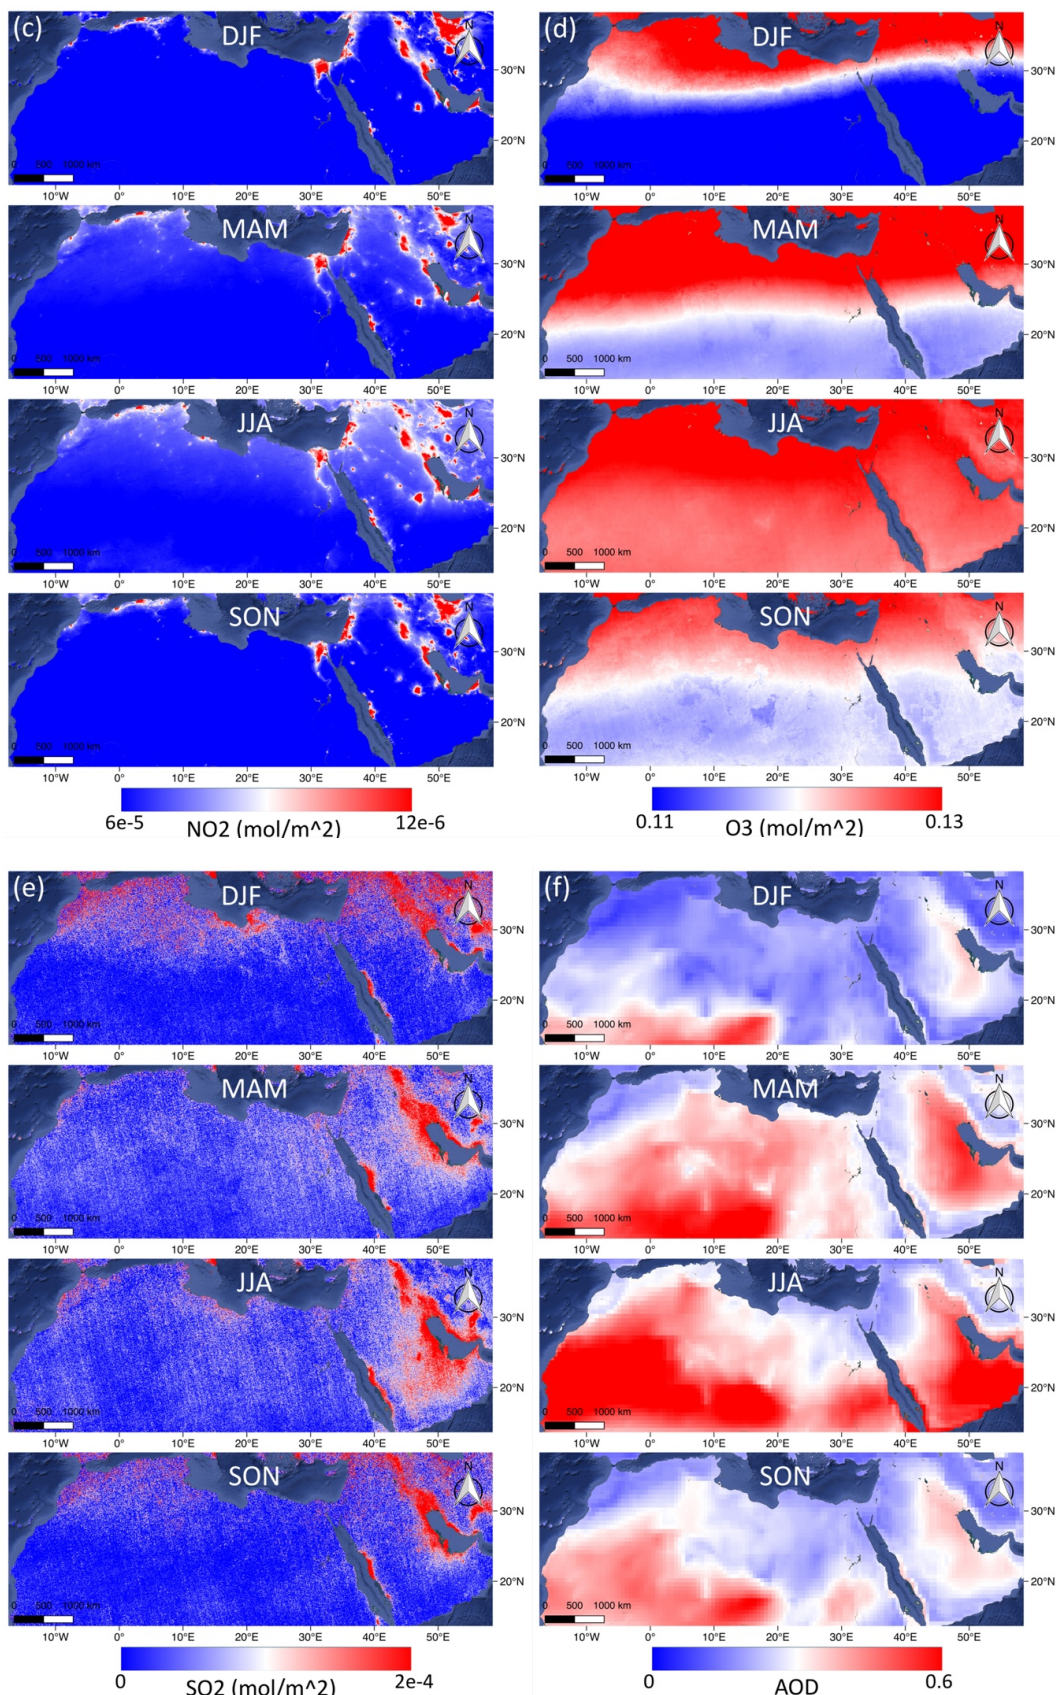 (c)
DJF
N
30°N
20°N
0 500 1000 km
10°W 0° 10°E 20°E 30°E 40°E 50°E
MAM
N
30°N
20°N
0 500 1000 km
10°W 0° 10°E 20°E 30°E 40°E 50°E
JJA
N
30°N
20°N
0 500 1000 km
10°W 0° 10°E 20°E 30°E 40°E 50°E
SON
N
30°N
20°N
0 500 1000 km
10°W 0° 10°E 20°E 30°E 40°E 50°E
6e-5 NO2 (mol/m^2) 12e-6
(d)
DJF
N
30°N
20°N
0 500 1000 km
10°W 0° 10°E 20°E 30°E 40°E 50°E
MAM
N
30°N
20°N
0 500 1000 km
10°W 0° 10°E 20°E 30°E 40°E 50°E
JJA
N
30°N
20°N
0 500 1000 km
10°W 0° 10°E 20°E 30°E 40°E 50°E
SON
N
30°N
20°N
0 500 1000 km
10°W 0° 10°E 20°E 30°E 40°E 50°E
0.11 O3 (mol/m^2) 0.13
(e)
DJF
N
30°N
20°N
0 500 1000 km
10°W 0° 10°E 20°E 30°E 40°E 50°E
MAM
N
30°N
20°N
0 500 1000 km
10°W 0° 10°E 20°E 30°E 40°E 50°E
JJA
N
30°N
20°N
0 500 1000 km
10°W 0° 10°E 20°E 30°E 40°E 50°E
SON
N
30°N
20°N
0 500 1000 km
10°W 0° 10°E 20°E 30°E 40°E 50°E
0 SO2 (mol/m^2) 2e-4
(f)
DJF
N
30°N
20°N
0 500 1000 km
10°W 0° 10°E 20°E 30°E 40°E 50°E
MAM
N
30°N
20°N
0 500 1000 km
10°W 0° 10°E 20°E 30°E 40°E 50°E
JJA
N
30°N
20°N
0 500 1000 km
10°W 0° 10°E 20°E 30°E 40°E 50°E
SON
N
30°N
20°N
0 500 1000 km
10°W 0° 10°E 20°E 30°E 40°E 50°E
0 AOD 0.6